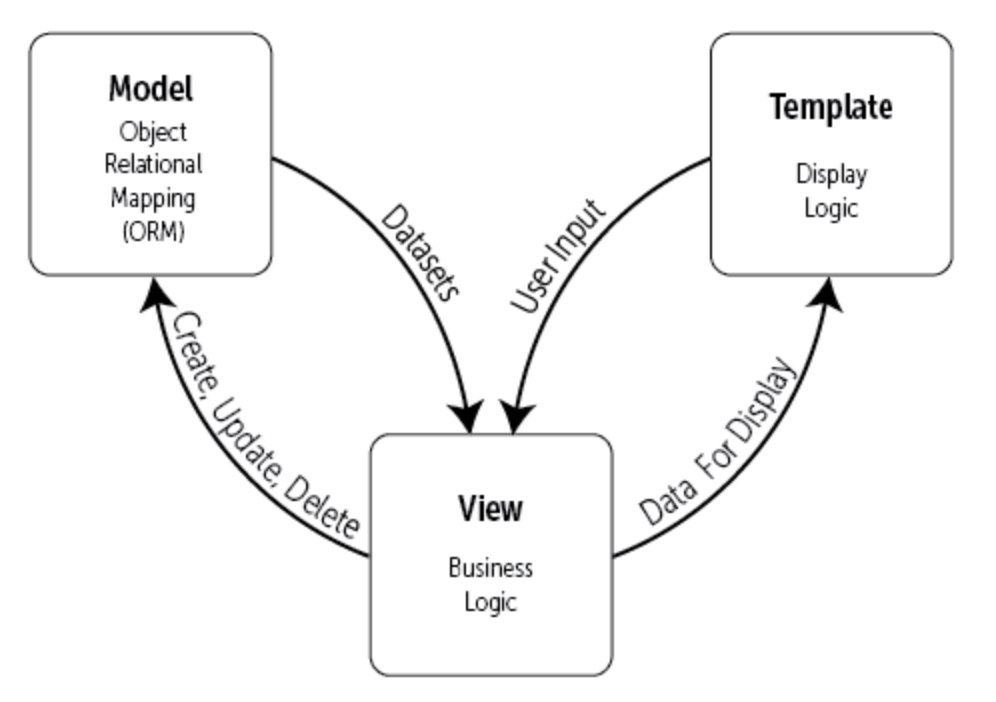 Model
Object
Relational
Mapping
(ORM)
Template
Display
Logic
Datasets
User Input
Create, Update, Delete
Data For Display
View
Business
Logic